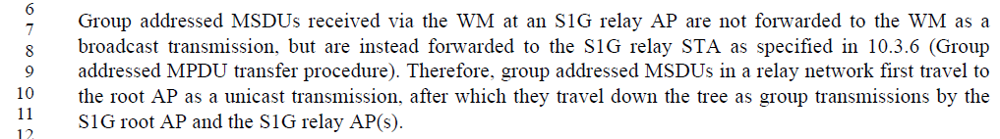 6
7 Group addressed MSDUs received via the WM at an S1G relay AP are not forwarded to the WM as a
8 broadcast transmission, but are instead forwarded to the S1G relay STA as specified in 10.3.6 (Group
9 addressed MPDU transfer procedure). Therefore, group addressed MSDUs in a relay network first travel to
10 the root AP as a unicast transmission, after which they travel down the tree as group transmissions by the
11 S1G root AP and the S1G relay AP(s).
12